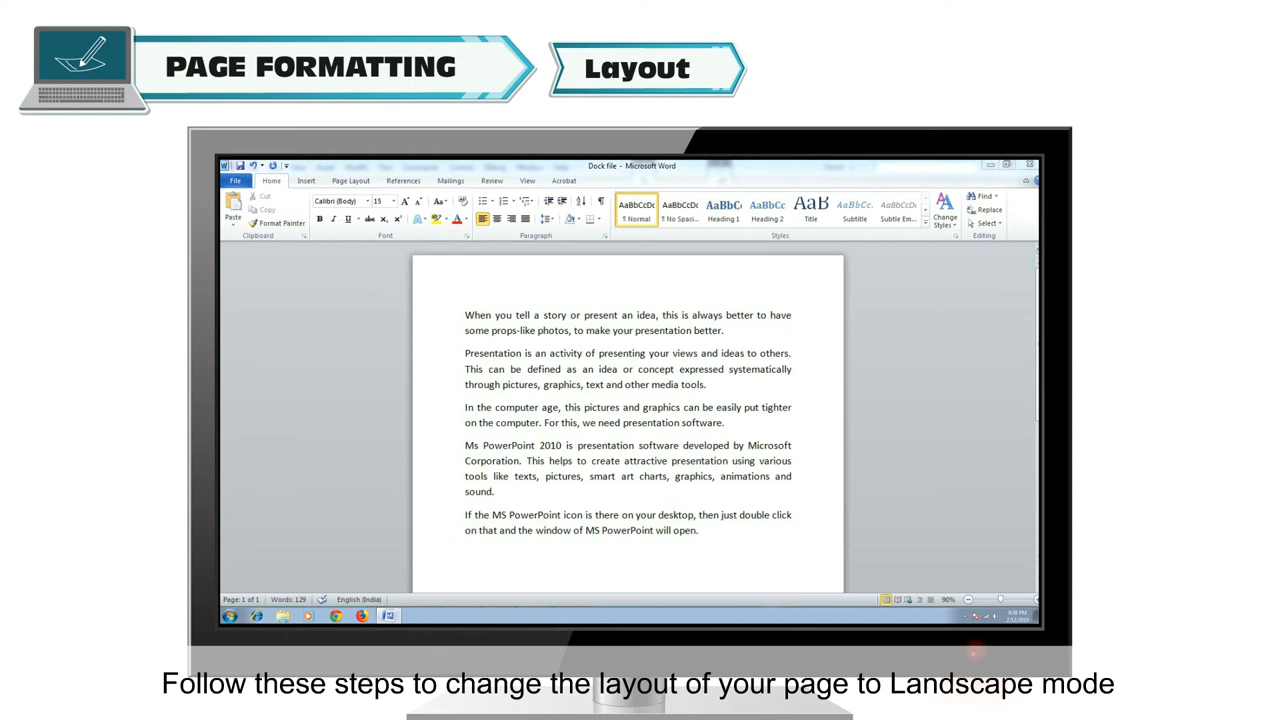 PAGE FORMATTING
Layout
Dock file - Microsoft Word
File Home Insert Page Layout References Mailings Review View Acrobat
Cut
Copy
Format Painter
Paste
Clipboard
Calibri (Body) 15
Font
Paragraph
AaBbCcDc AaBbCcDc AaBbC AaBbCc AaB AaBbCc. AaBbCcDc
¶ Normal ¶ No Spaci... Heading 1 Heading 2 Title Subtitle Subtle Em...
Styles
Change Styles
Find
Replace
Select
Editing
When you tell a story or present an idea, this is always better to have
some props-like photos, to make your presentation better.
Presentation is an activity of presenting your views and ideas to others.
This can be defined as an idea or concept expressed systematically
through pictures, graphics, text and other media tools.
In the computer age, this pictures and graphics can be easily put tighter
on the computer. For this, we need presentation software.
Ms PowerPoint 2010 is presentation software developed by Microsoft
Corporation. This helps to create attractive presentation using various
tools like texts, pictures, smart art charts, graphics, animations and
sound.
If the MS PowerPoint icon is there on your desktop, then just double click
on that and the window of MS PowerPoint will open.
Page: 1 of 1 Words: 129 English (India) 90%
Follow these steps to change the layout of your page to Landscape mode